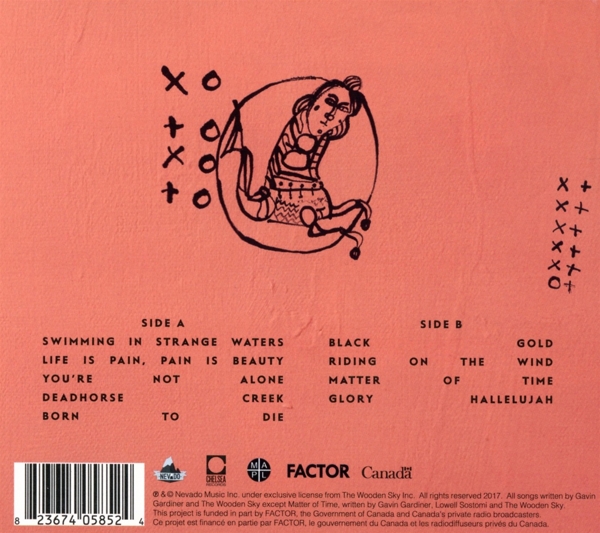 X O
+ O
X O
+ O
X +
X +
X +
X +
X +
O +
SIDE A
SWIMMING IN STRANGE WATERS
LIFE IS PAIN, PAIN IS BEAUTY
YOU'RE NOT ALONE
DEADHORSE CREEK
BORN TO DIE
SIDE B
BLACK GOLD
RIDING ON THE WIND
MATTER OF TIME
GLORY HALLELUJAH
8 23674 05852 4
NEVADO
CHELSEA
RECORDS
MAPL
FACTOR
Canada
℗ & © Nevado Music Inc. under exclusive license from The Wooden Sky Inc. All rights reserved 2017. All songs written by Gavin
Gardiner and The Wooden Sky except Matter of Time, written by Gavin Gardiner, Lowell Sostomi and The Wooden Sky.
This project is funded in part by FACTOR, the Government of Canada and Canada's private radio broadcasters.
Ce projet est financé en partie par FACTOR, le gouvernement du Canada et les radiodiffuseurs privés du Canada.